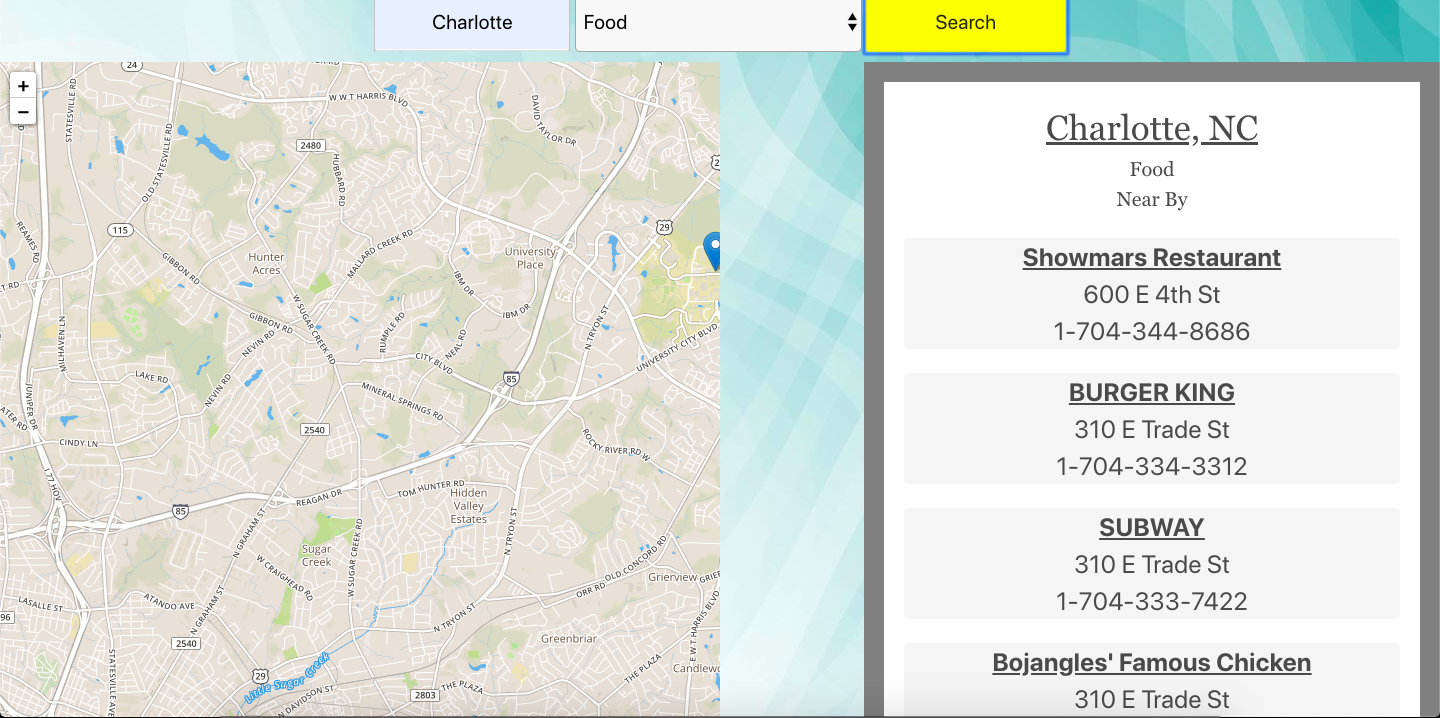 Charlotte
Food
Search
+
−
24
STATESVILLE RD
W W.T HARRIS BLVD
DAVID TAYLOR DR
OLD STATESVILLE RD
2480
HUBBARD RD
115
REAMES RD
GIBBON RD
Hunter
Acres
MALLARD CREEK RD
University
Place
29
IBM DR
IBM DR
W SUGAR CREEK RD
GIBBON RD
NEVIN RD
RUMPLE RD
NEAL RD
N TRYON ST
UNIVERSITY CITY BLVD
MILHAVEN LN
CITY BLVD
85
LAKE RD
NEVIN RD
MINERAL SPRINGS RD
JUNIPER DR
2540
CINDY LN
ROCKY RIVER RD W
I 77 HOV
REAGAN DR
TOM HUNTER RD
Hidden
Valley
Estates
85
N GRAHAM ST
Sugar
Creek
W SUGAR CREEK RD
N TRYON ST
OLD CONCORD RD
ORR RD
Grierview
W CRAIGHEAD RD
LASALLE ST
ATANDO AVE
N GRAHAM ST
N TRYON ST
E W.T HARRIS BLVD
96
2540
Greenbriar
STATESVILLE AVE
Little Sugar Creek
29
N DAVIDSON ST
2803
THE PLAZA
THE PLAZA
Candlewo
Charlotte, NC
Food
Near By
Showmars Restaurant
600 E 4th St
1-704-344-8686
BURGER KING
310 E Trade St
1-704-334-3312
SUBWAY
310 E Trade St
1-704-333-7422
Bojangles' Famous Chicken
310 E Trade St